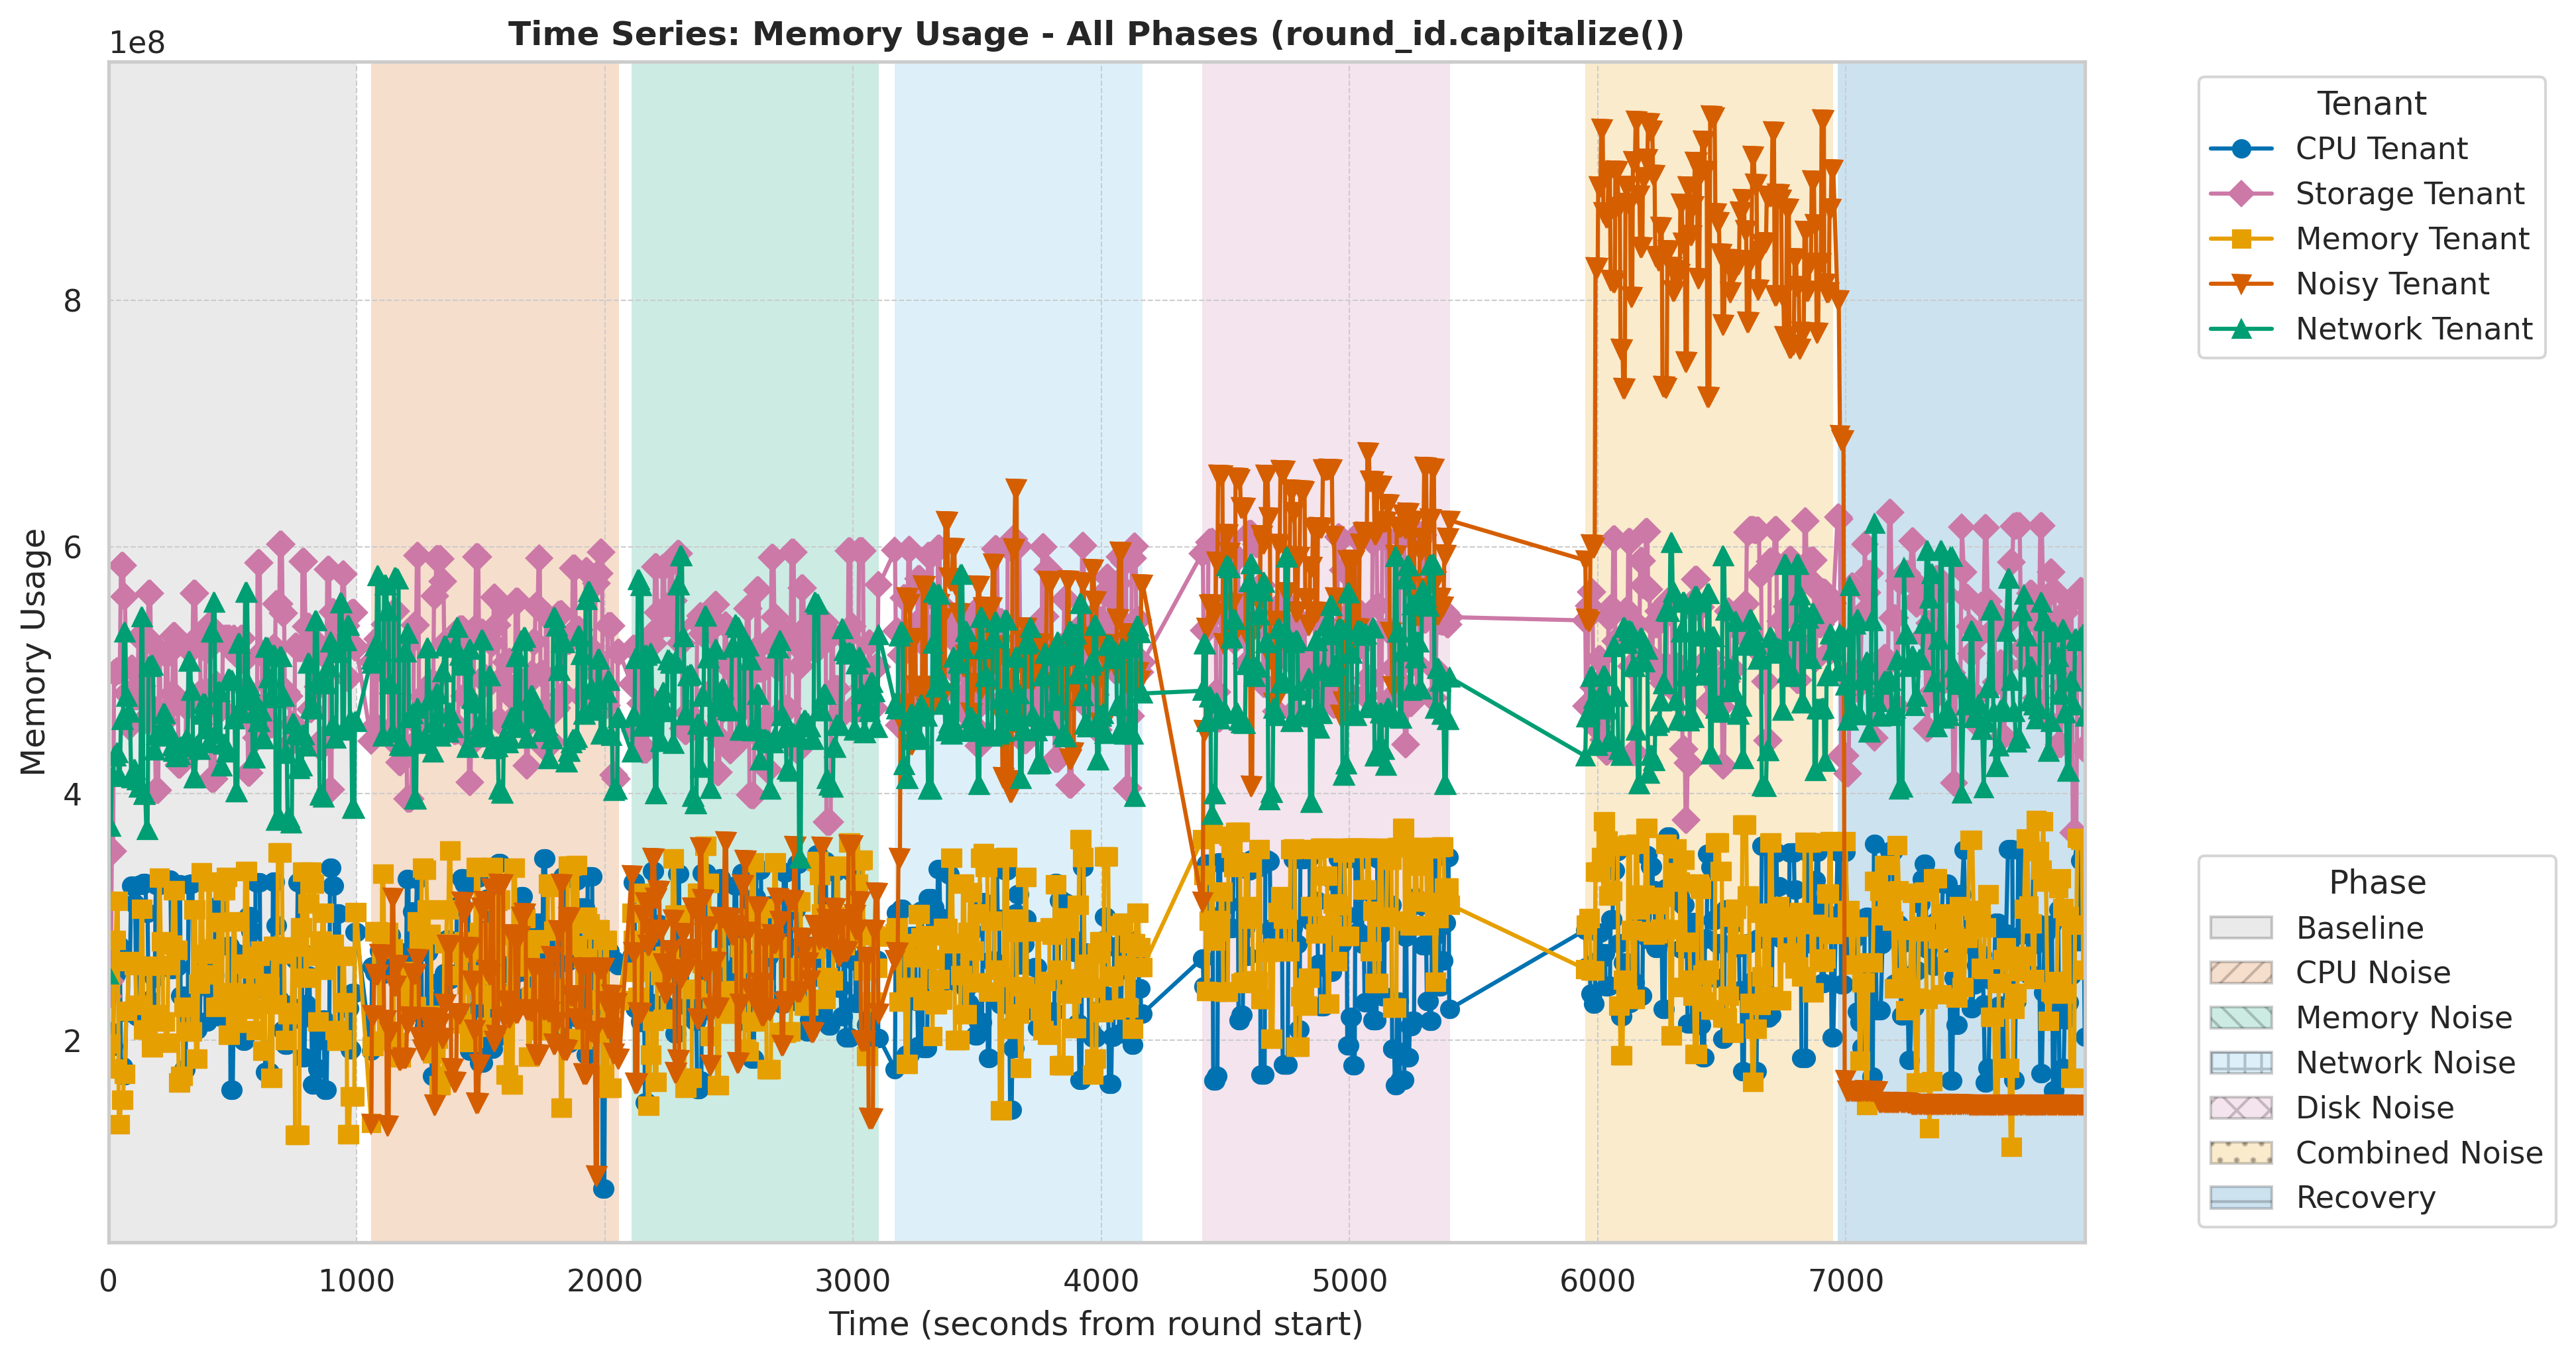 Time Series: Memory Usage - All Phases (round_id.capitalize())
1e8
8
6
4
2
Memory Usage
0 1000 2000 3000 4000 5000 6000 7000
Time (seconds from round start)
Tenant
CPU Tenant
Storage Tenant
Memory Tenant
Noisy Tenant
Network Tenant
Phase
Baseline
CPU Noise
Memory Noise
Network Noise
Disk Noise
Combined Noise
Recovery